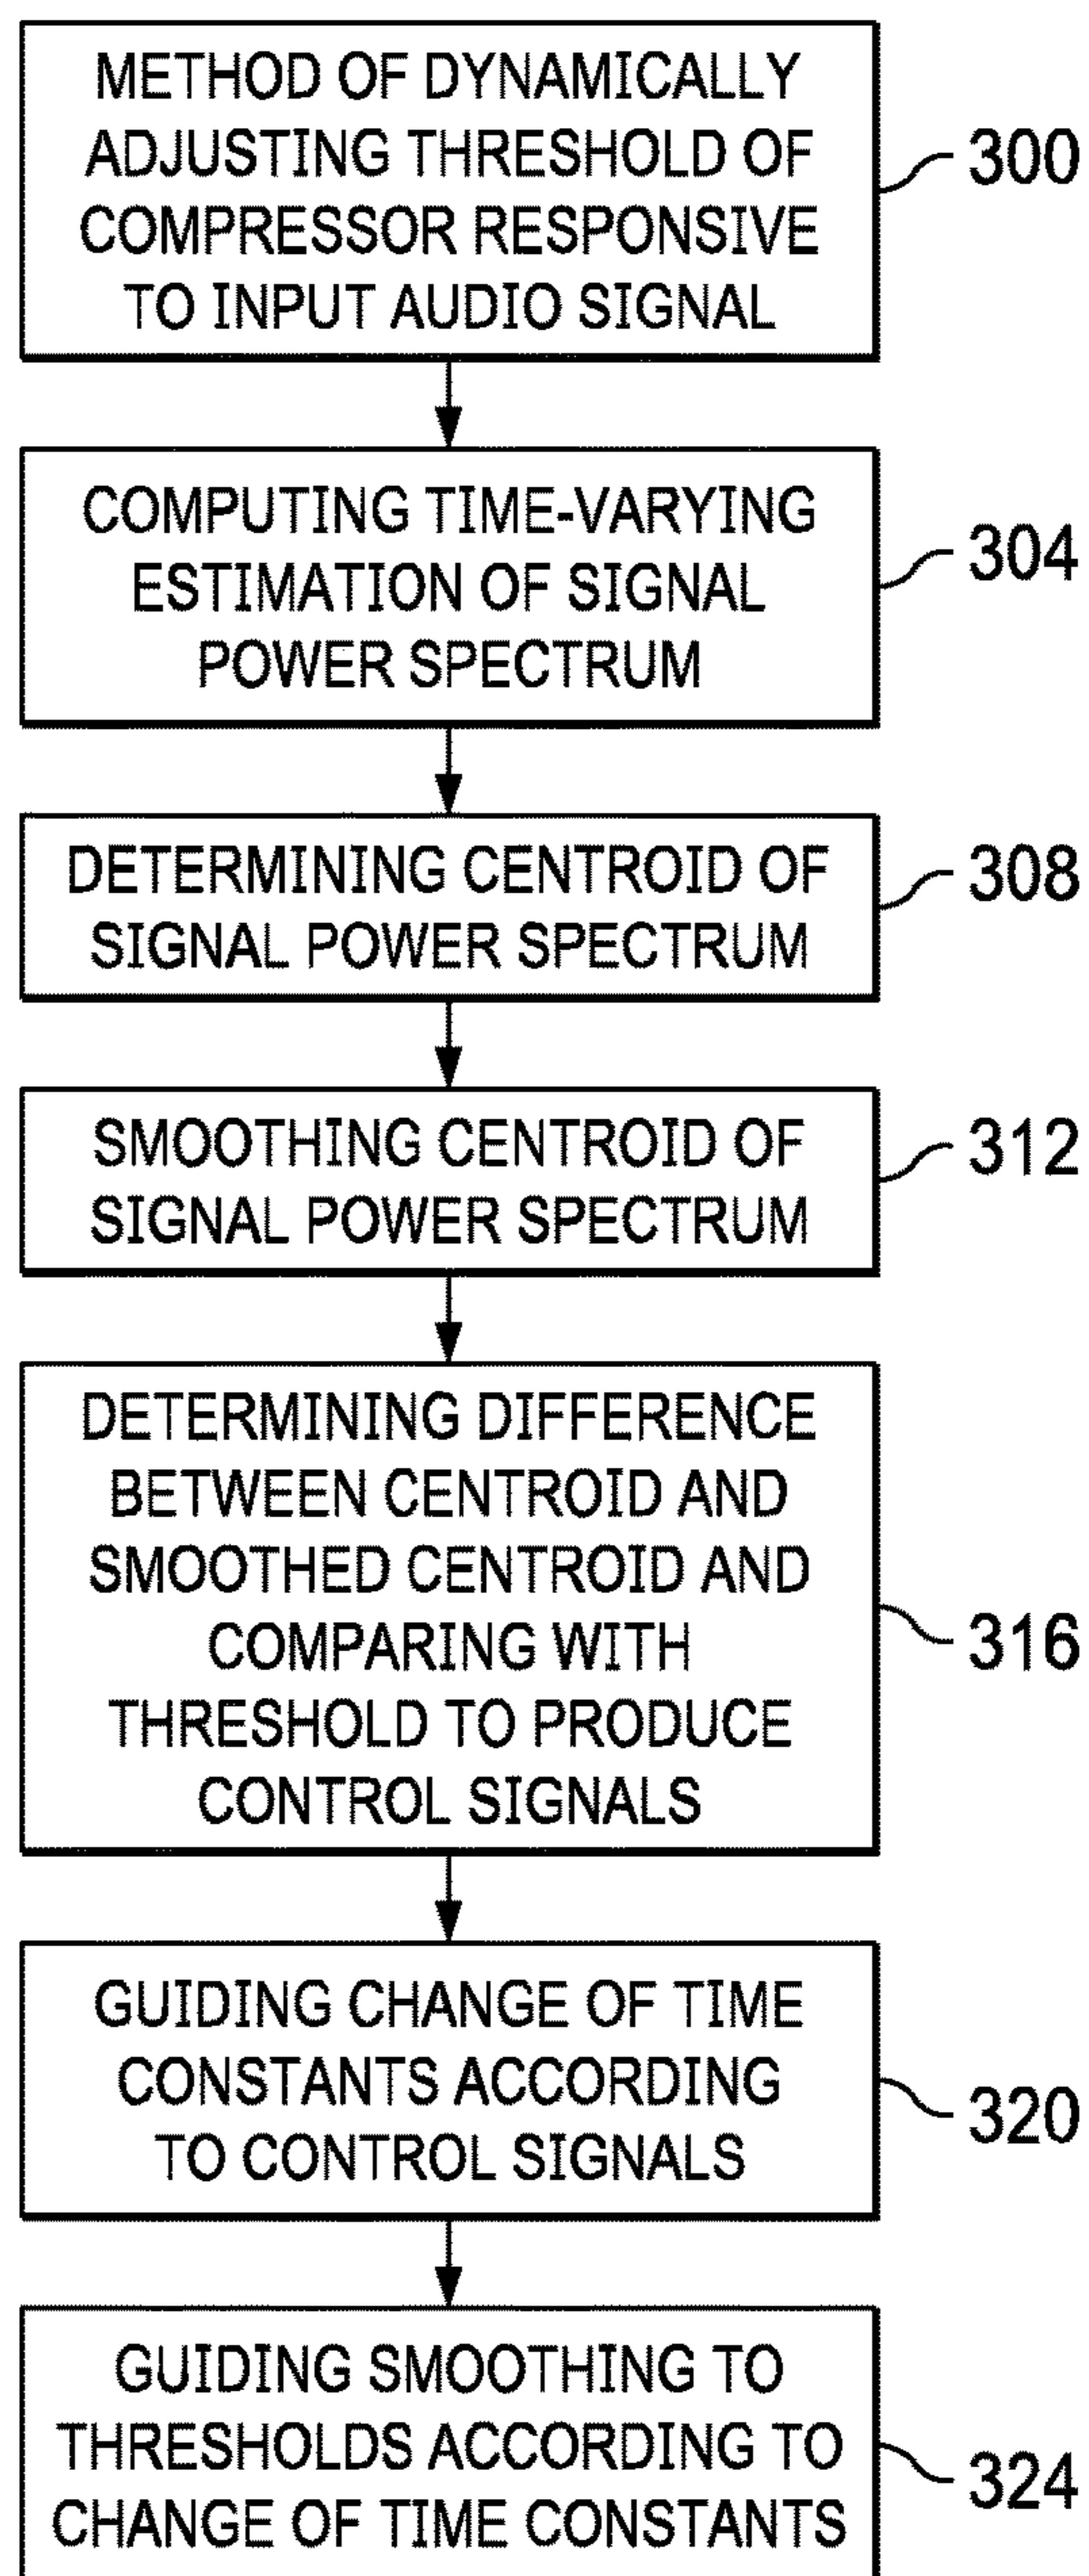 METHOD OF DYNAMICALLY
ADJUSTING THRESHOLD OF
COMPRESSOR RESPONSIVE
TO INPUT AUDIO SIGNAL
300
COMPUTING TIME-VARYING
ESTIMATION OF SIGNAL
POWER SPECTRUM
304
DETERMINING CENTROID OF
SIGNAL POWER SPECTRUM
308
SMOOTHING CENTROID OF
SIGNAL POWER SPECTRUM
312
DETERMINING DIFFERENCE
BETWEEN CENTROID AND
SMOOTHED CENTROID AND
COMPARING WITH
THRESHOLD TO PRODUCE
CONTROL SIGNALS
316
GUIDING CHANGE OF TIME
CONSTANTS ACCORDING
TO CONTROL SIGNALS
320
GUIDING SMOOTHING TO
THRESHOLDS ACCORDING TO
CHANGE OF TIME CONSTANTS
324